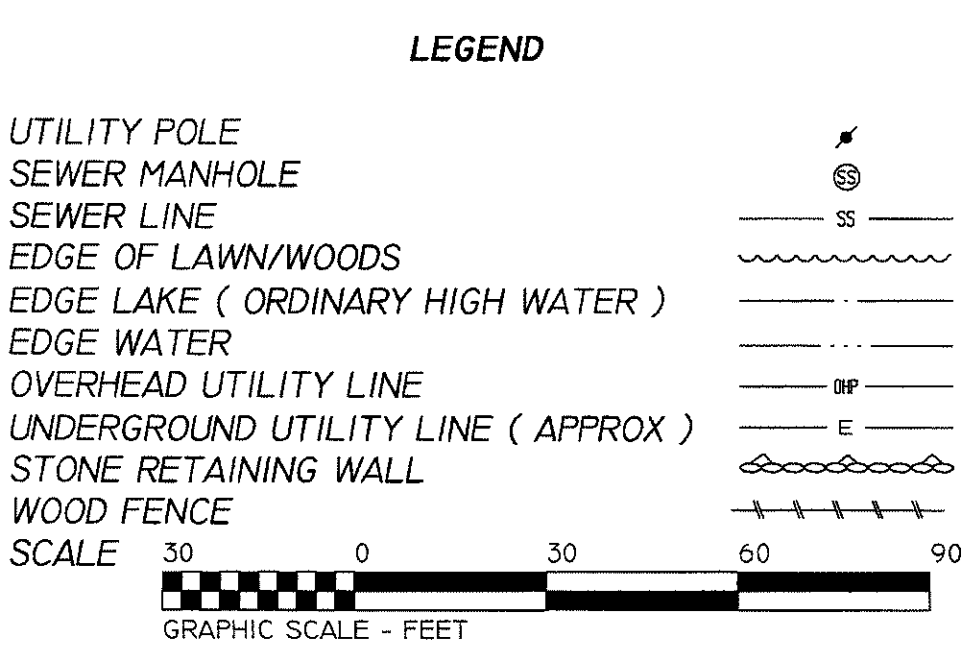 LEGEND
UTILITY POLE
SEWER MANHOLE SS
SEWER LINE SS
EDGE OF LAWN/WOODS
EDGE LAKE ( ORDINARY HIGH WATER )
EDGE WATER
OVERHEAD UTILITY LINE OHP
UNDERGROUND UTILITY LINE ( APPROX ) E
STONE RETAINING WALL
WOOD FENCE
SCALE 30 0 30 60 90
GRAPHIC SCALE - FEET